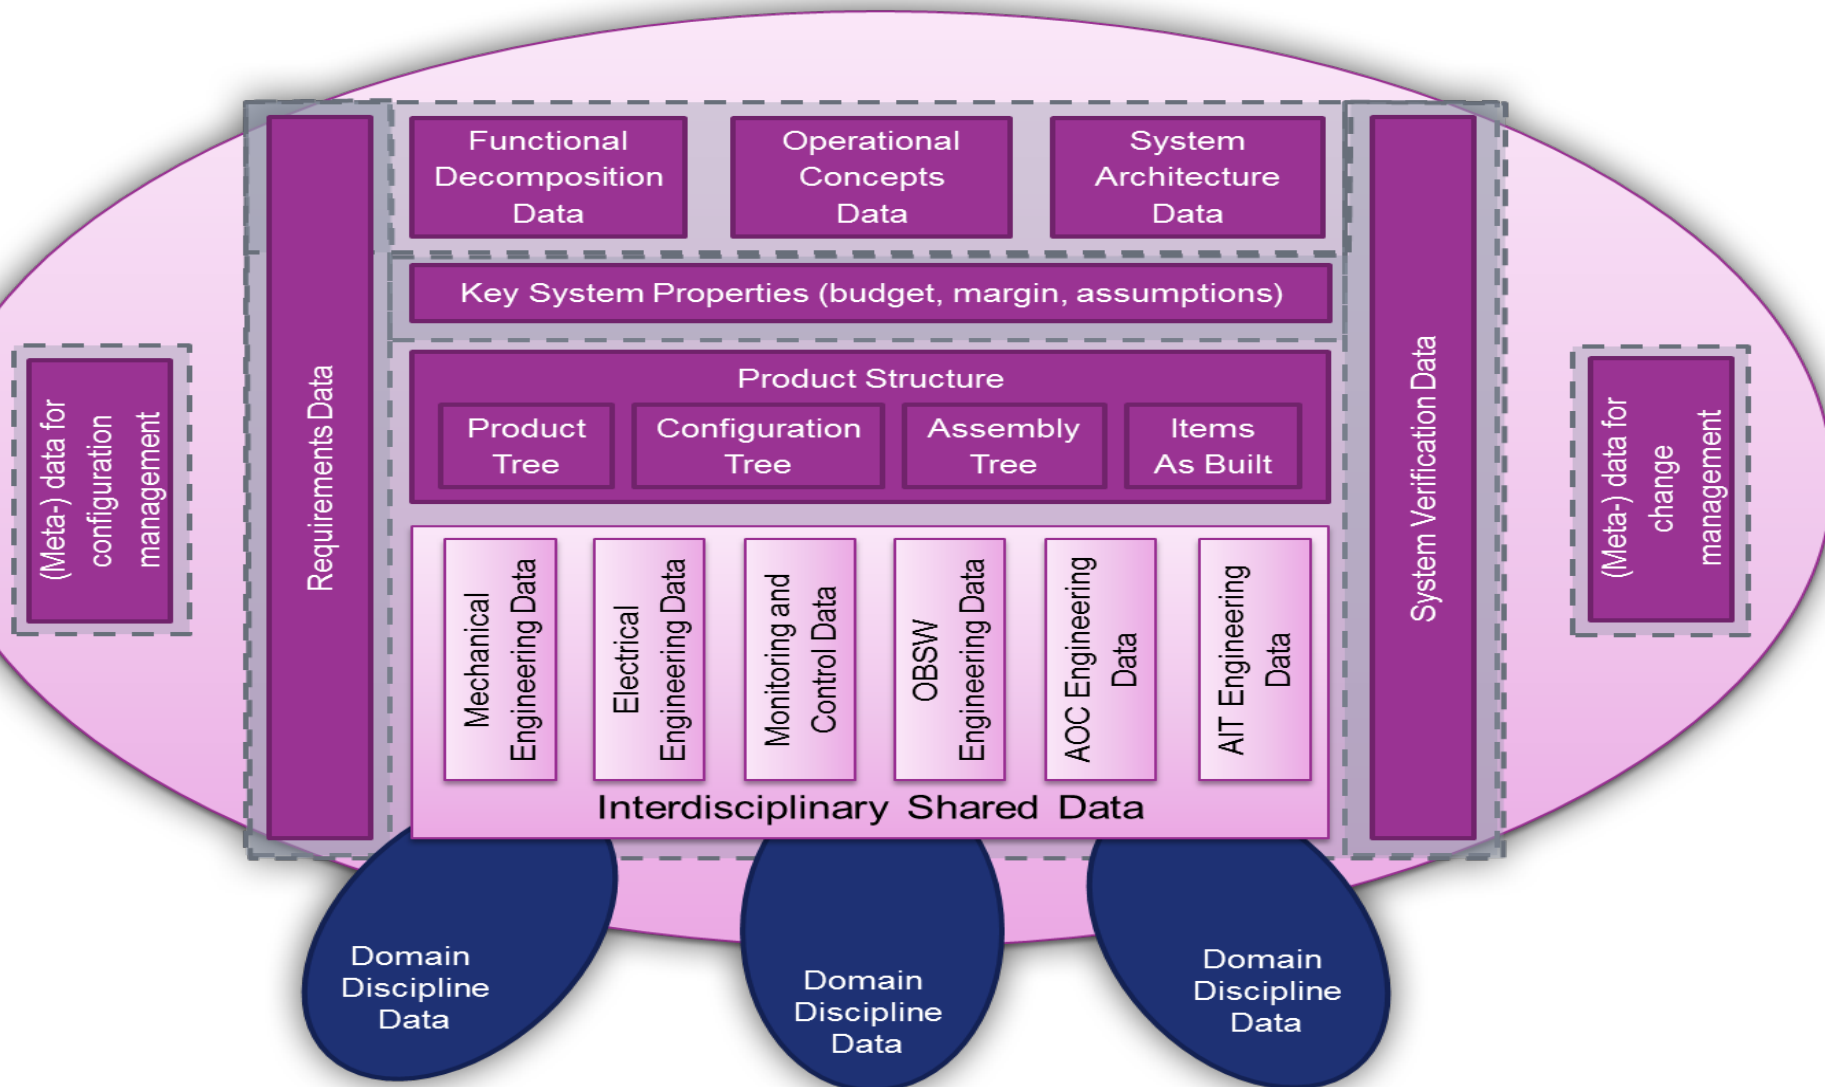 Functional
Decomposition
Data
Operational
Concepts
Data
System
Architecture
Data
Key System Properties (budget, margin, assumptions)
Product Structure
Product
Tree
Configuration
Tree
Assembly
Tree
Items
As Built
(Meta-) data for
configuration
management
Requirements Data
System Verification Data
(Meta-) data for
change
management
Mechanical
Engineering Data
Electrical
Engineering Data
Monitoring and
Control Data
OBSW
Engineering Data
AOC Engineering
Data
AIT Engineering
Data
Interdisciplinary Shared Data
Domain
Discipline
Data
Domain
Discipline
Data
Domain
Discipline
Data